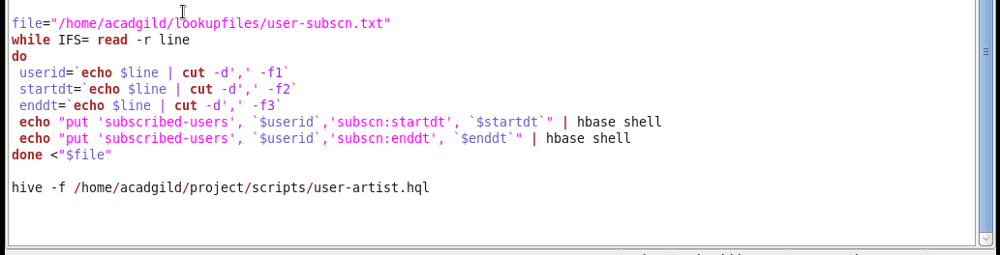 file="/home/acadgild/lookupfiles/user-subscn.txt"
while IFS= read -r line
do
 userid=`echo $line | cut -d',' -f1`
 startdt=`echo $line | cut -d',' -f2`
 enddt=`echo $line | cut -d',' -f3`
 echo "put 'subscribed-users', `$userid`,'subscn:startdt', `$startdt`" | hbase shell
 echo "put 'subscribed-users', `$userid`,'subscn:enddt', `$enddt`" | hbase shell
done <"$file"
hive -f /home/acadgild/project/scripts/user-artist.hql